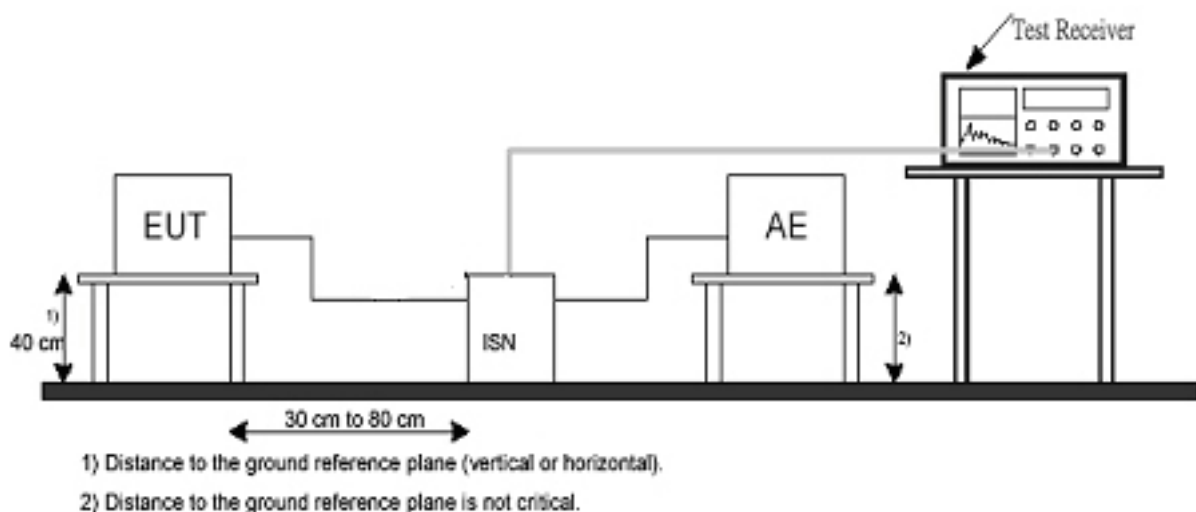 Test Receiver
EUT
AE
1)
40 cm
ISN
2)
30 cm to 80 cm
1) Distance to the ground reference plane (vertical or horizontal).
2) Distance to the ground reference plane is not critical.